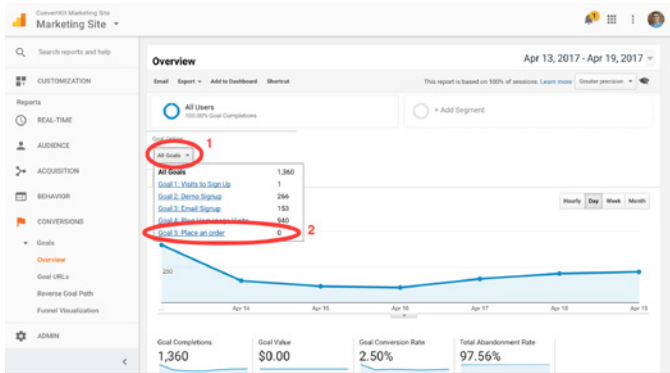 ConvertKit Marketing Site
Marketing Site
Search reports and help
Overview
Apr 13, 2017 - Apr 19, 2017
CUSTOMIZATION
Email Export Add to Dashboard Shortcut
This report is based on 100% of sessions. Learn more
Greater precision
Reports
REAL-TIME
All Users
100.00% Goal Completions
+ Add Segment
AUDIENCE
Goal Option:
1
All Goals
ACQUISITION
All Goals 1,360
Goal 1: Visits to Sign Up 1
Goal 2: Demo Signup 266
BEHAVIOR
Goal 3: Email Signup 153
Hourly Day Week Month
940
CONVERSIONS
Goal 5: Place an order 0
2
Goals
Overview
250
Goal URLs
Reverse Goal Path
Funnel Visualization
... Apr 14 Apr 15 Apr 16 Apr 17 Apr 18 Apr 19
ADMIN
Goal Completions
1,360
Goal Value
$0.00
Goal Conversion Rate
2.50%
Total Abandonment Rate
97.56%